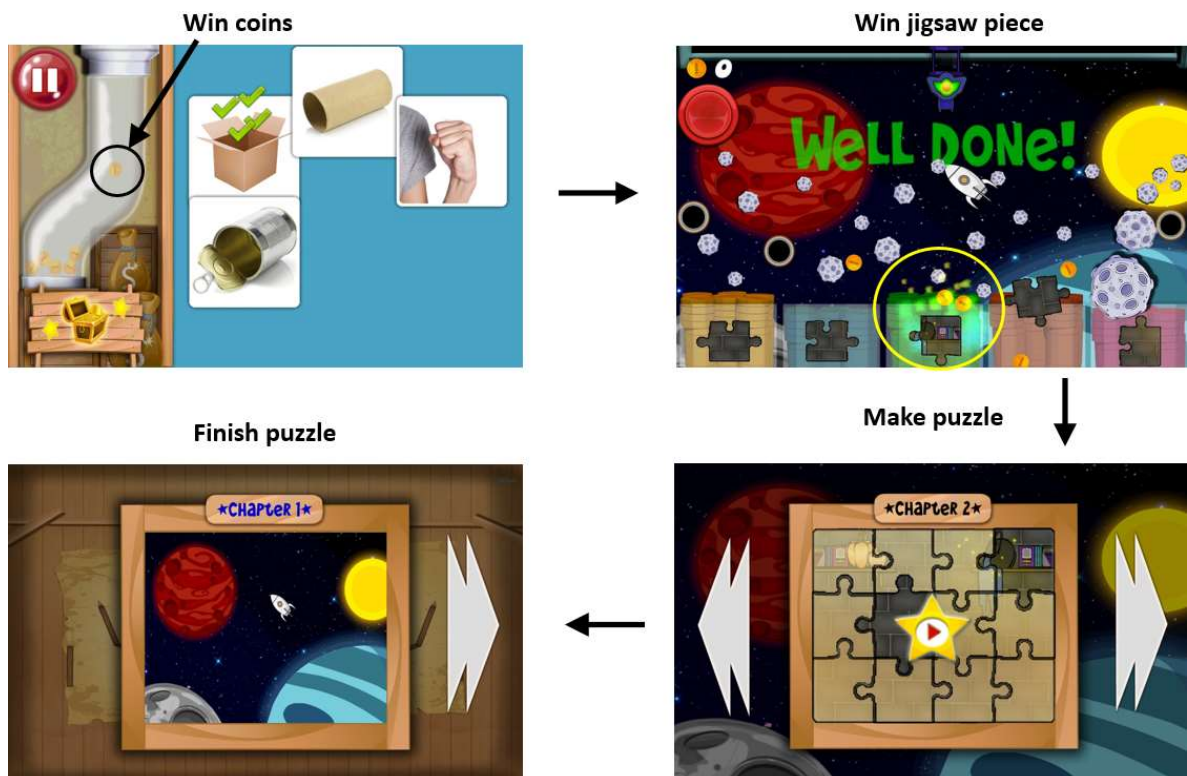 Win coins
Win jigsaw piece
WeLL DONe!
Make puzzle
Finish puzzle
★CHAPTeR 1★
★CHAPTeR 2★